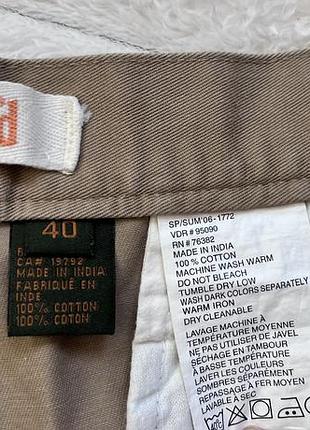 40
R
CA# 19792
MADE IN INDIA
FABRIQUÉ EN
INDE
100% COTTON
100% COTON
SP/SUM'06-1772
VDR # 95090
RN # 76382
MADE IN INDIA
100% COTTON
MACHINE WASH WARM
DO NOT BLEACH
TUMBLE DRY LOW
WASH DARK COLORS SEPARATELY
WARM IRON
DRY CLEANABLE
LAVAGE MACHINE À
TEMPÉRATURE MOYENNE
NE PAS UTILISER DE JAVEL
SÉCHAGE EN TAMBOUR
À BASSE TEMPÉRATURE
LAVER LES COULEURS
SOMBRES SÉPARÉMENT
REPASSAGE À FER MOYEN
LAVABLE À SEC